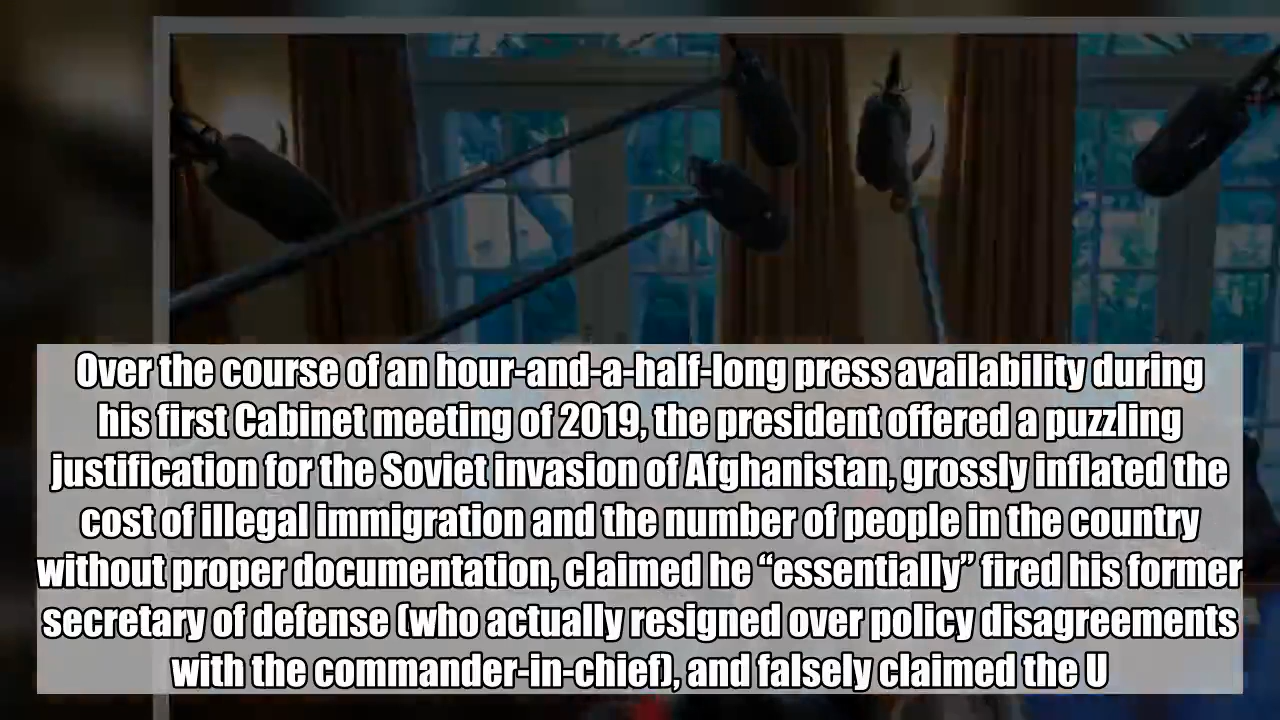 Over the course of an hour-and-a-half-long press availability during
his first Cabinet meeting of 2019, the president offered a puzzling
justification for the Soviet invasion of Afghanistan, grossly inflated the
cost of illegal immigration and the number of people in the country
without proper documentation, claimed he “essentially” fired his former
secretary of defense (who actually resigned over policy disagreements
with the commander-in-chief), and falsely claimed the U